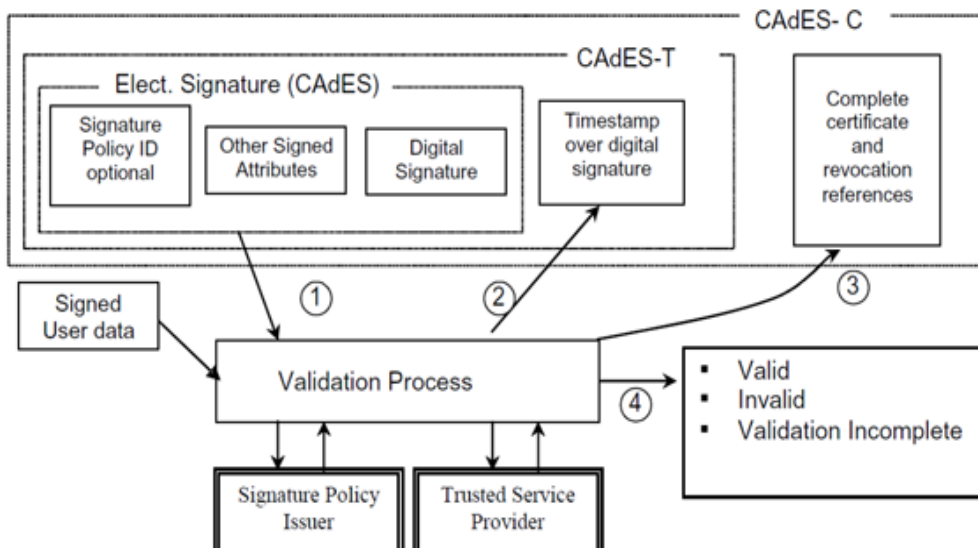 CAdES- C
CAdES-T
Elect. Signature (CAdES)
Signature
Policy ID
optional
Other Signed
Attributes
Digital
Signature
Timestamp
over digital
signature
Complete
certificate
and
revocation
references
1
2
3
Signed
User data
Validation Process
4
▪ Valid
▪ Invalid
▪ Validation Incomplete
Signature Policy
Issuer
Trusted Service
Provider